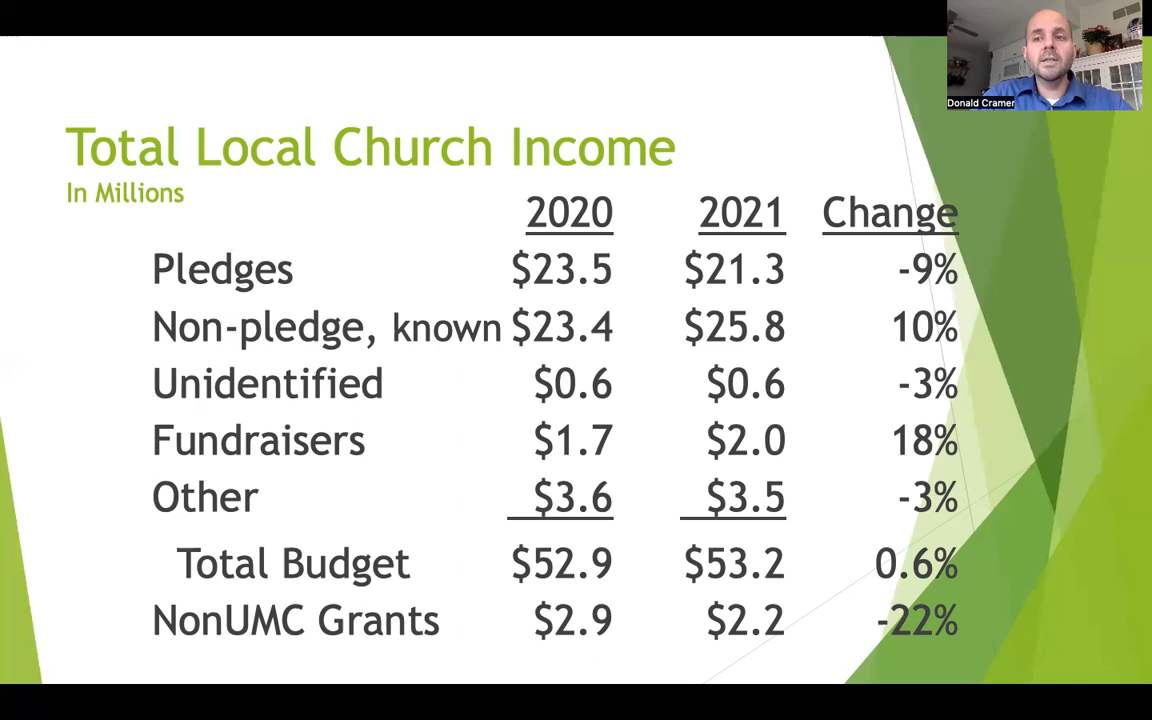 Donald Cramer
Total Local Church Income
In Millions
2020 2021 Change
Pledges $23.5 $21.3 -9%
Non-pledge, known $23.4 $25.8 10%
Unidentified $0.6 $0.6 -3%
Fundraisers $1.7 $2.0 18%
Other $3.6 $3.5 -3%
Total Budget $52.9 $53.2 0.6%
NonUMC Grants $2.9 $2.2 -22%